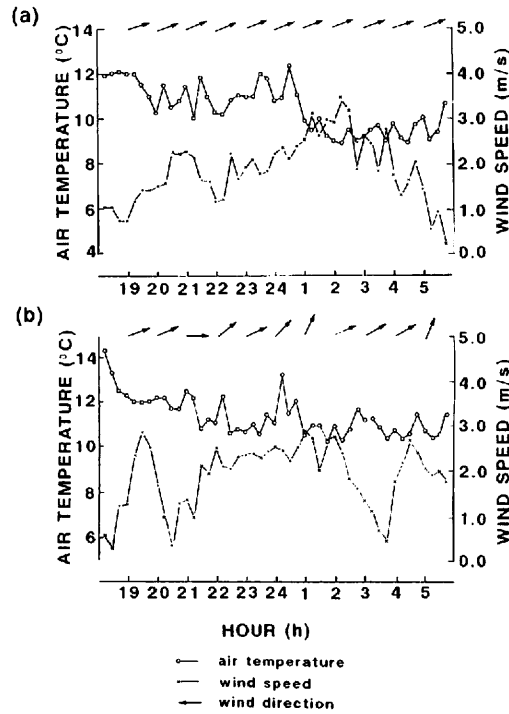 (a)
AIR TEMPERATURE (°C)
14
12
10
8
6
4
5.0
4.0
3.0
2.0
1.0
0.0
WIND SPEED (m/s)
19 20 21 22 23 24 1 2 3 4 5
(b)
AIR TEMPERATURE (°C)
14
12
10
8
6
5.0
4.0
3.0
2.0
1.0
0.0
WIND SPEED (m/s)
19 20 21 22 23 24 1 2 3 4 5
HOUR (h)
air temperature
wind speed
wind direction